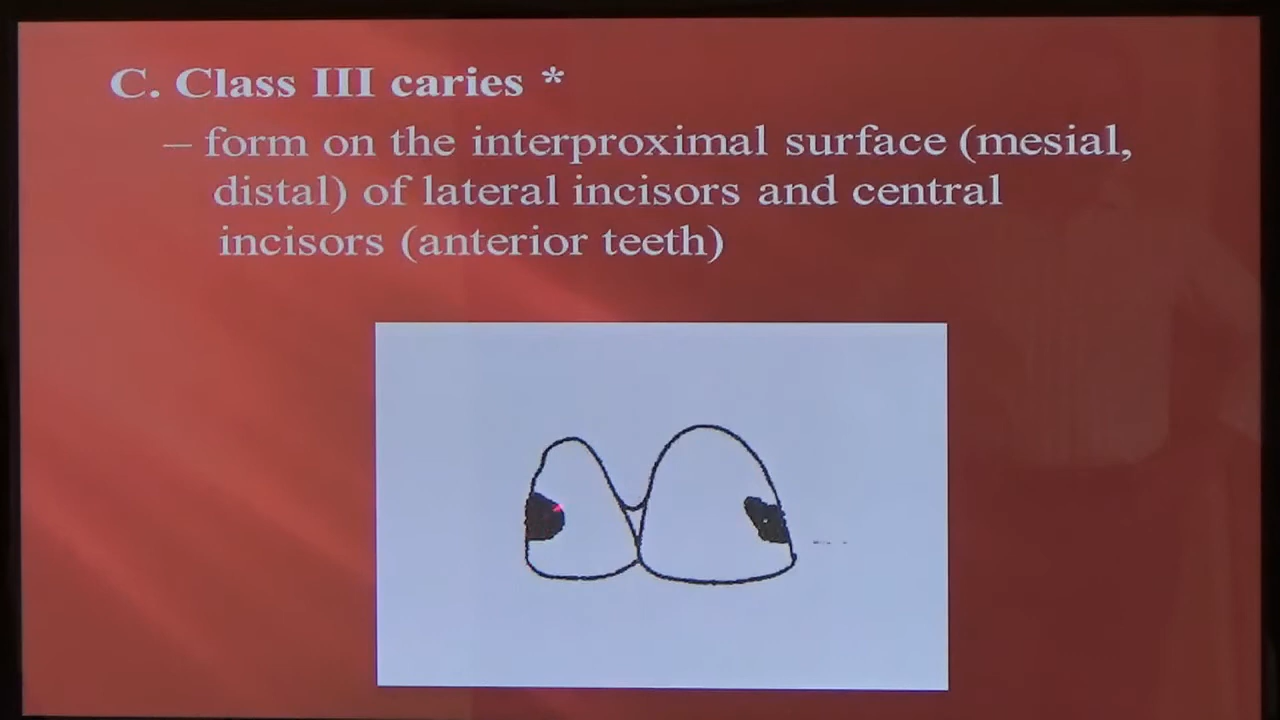 C. Class III caries *
– form on the interproximal surface (mesial,
distal) of lateral incisors and central
incisors (anterior teeth)